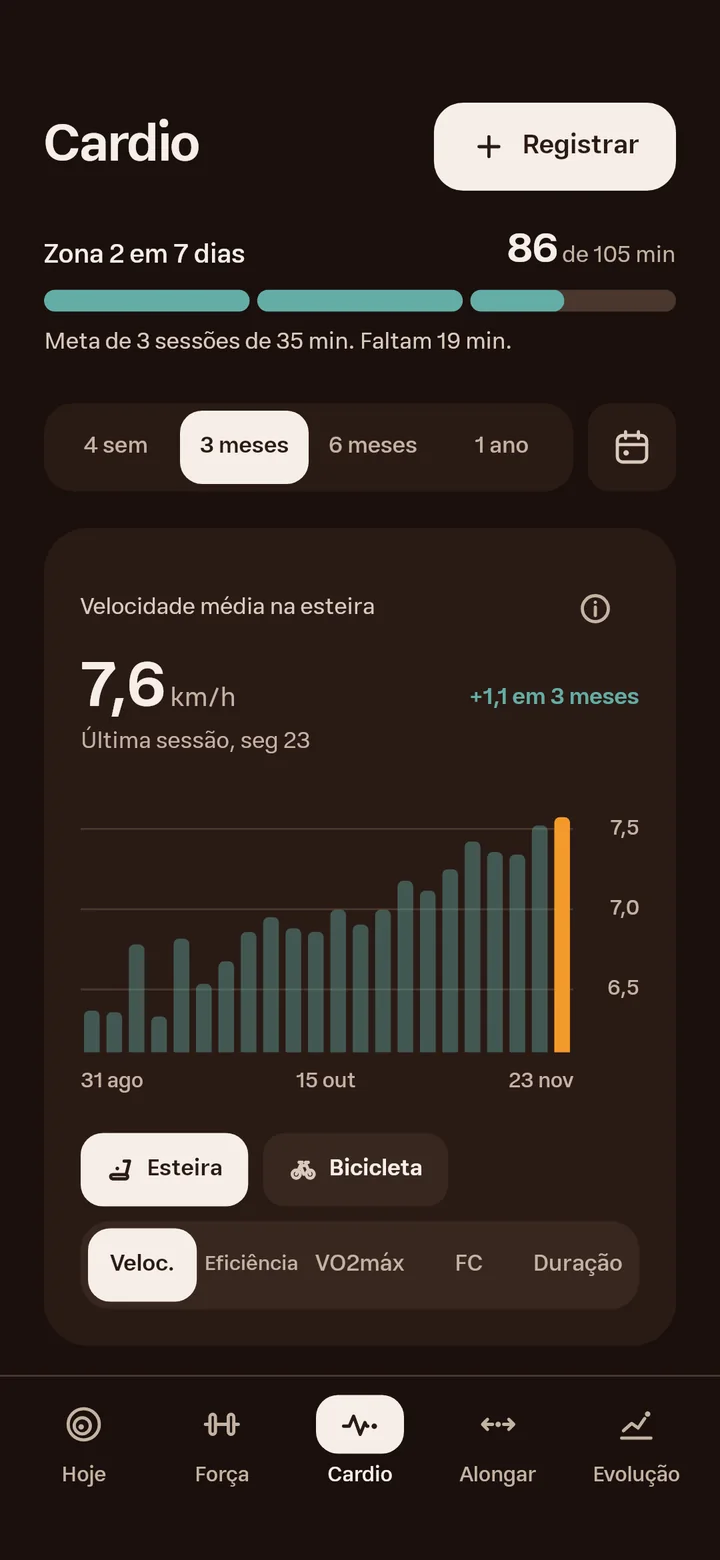 Cardio
+ Registrar
Zona 2 em 7 dias
86 de 105 min
Meta de 3 sessões de 35 min. Faltam 19 min.
4 sem 3 meses 6 meses 1 ano
Velocidade média na esteira
7,6 km/h
+1,1 em 3 meses
Última sessão, seg 23
7,5
7,0
6,5
31 ago 15 out 23 nov
Esteira Bicicleta
Veloc. Eficiência VO2máx FC Duração
Hoje Força Cardio Alongar Evolução